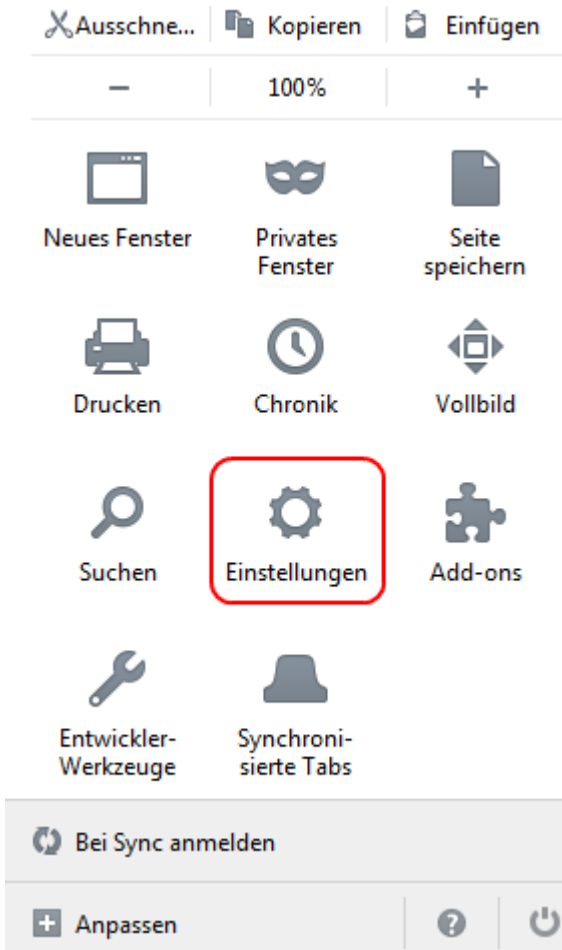 Ausschne... Kopieren Einfügen
− 100% +
Neues Fenster
Privates
Fenster
Seite
speichern
Drucken
Chronik
Vollbild
Suchen
Einstellungen
Add-ons
Entwickler-
Werkzeuge
Synchroni-
sierte Tabs
Bei Sync anmelden
Anpassen ?